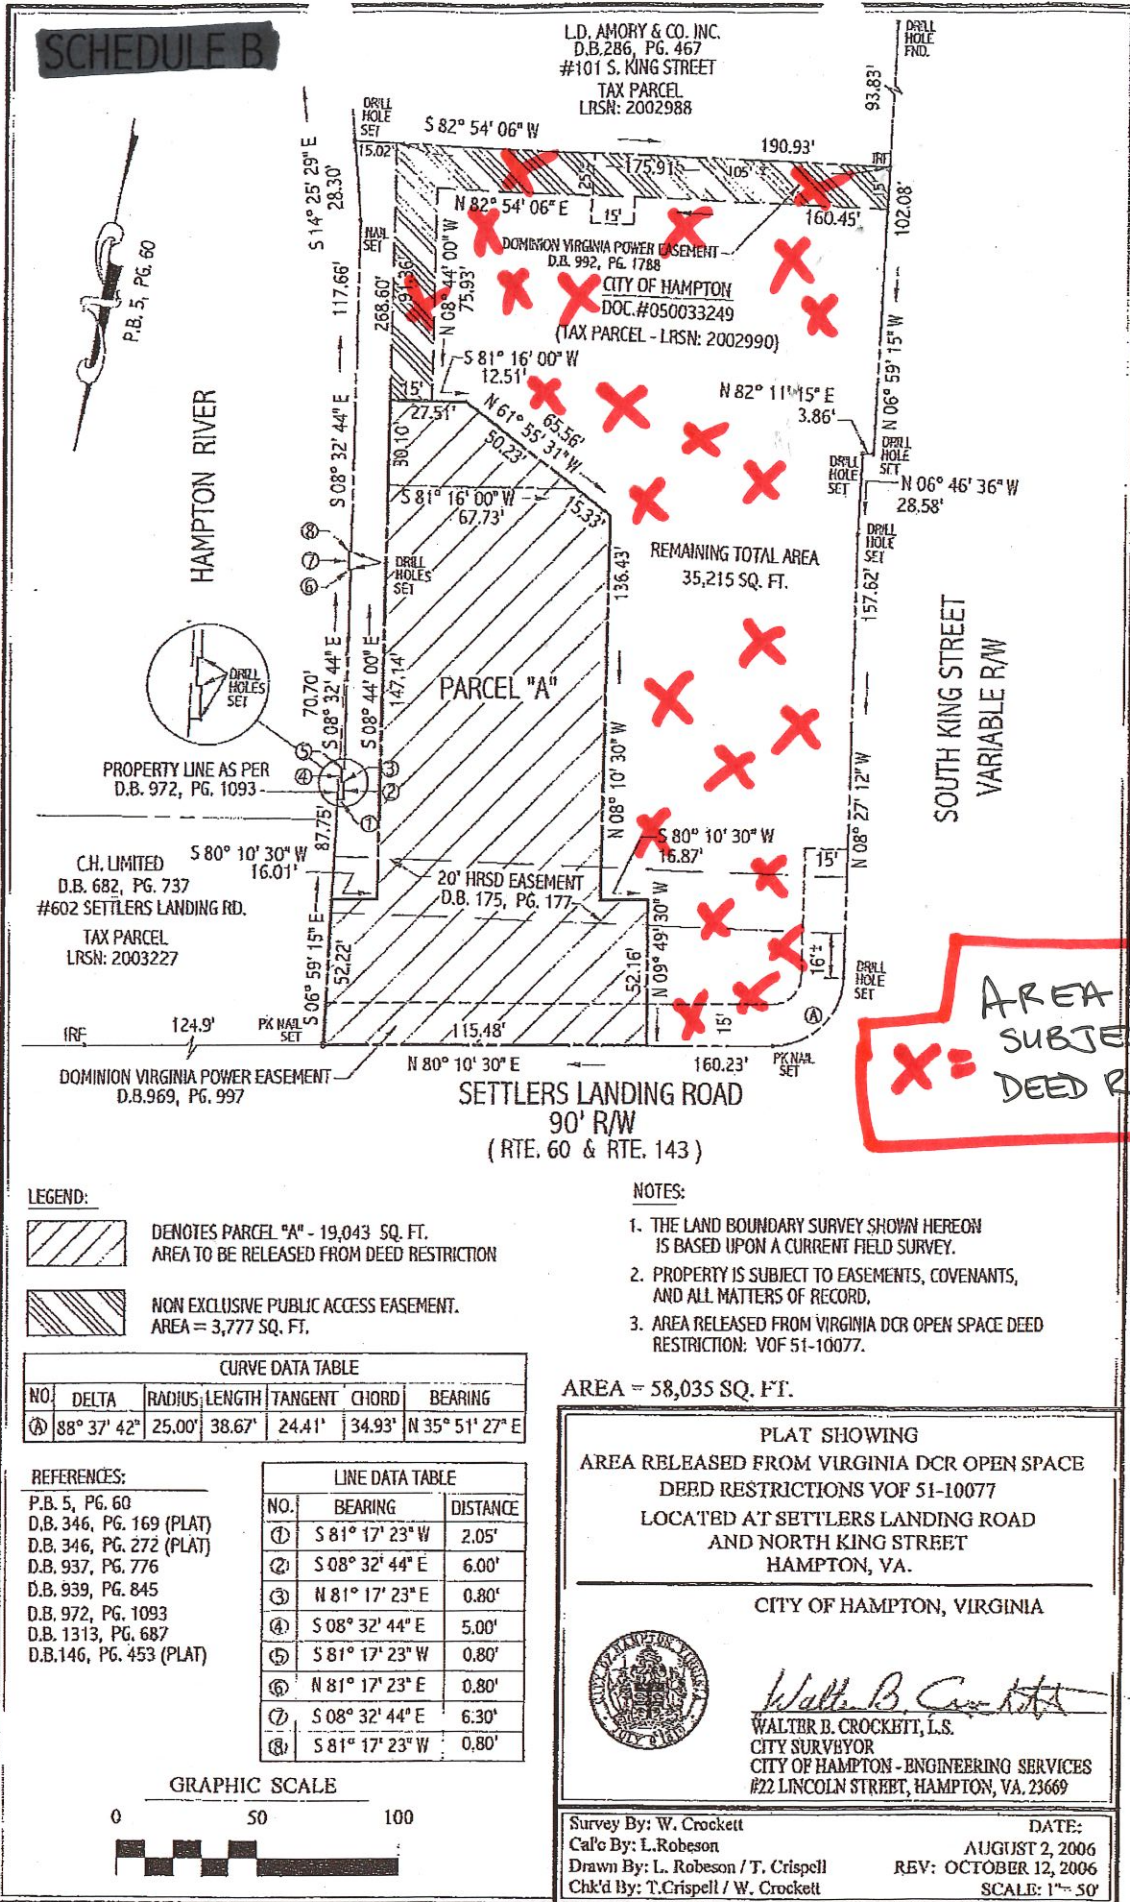 SCHEDULE B
L.D. AMORY & CO. INC.
D.B.286, PG. 467
#101 S. KING STREET
TAX PARCEL
LRSN: 2002988
DRILL
HOLE
FND.
93.83'
DRILL
HOLE
SET
S 82° 54' 06" W
190.93'
IRF
15.02'
175.91'
105'
25'
15'
S 14° 25' 29" E
28.30'
N 82° 54' 06" E
15'
160.45'
102.08'
NAIL
SET
P.B. 5, PG. 60
DOMINION VIRGINIA POWER EASEMENT
D.B. 992, PG. 1788
CITY OF HAMPTON
DOC.#050033249
(TAX PARCEL - LRSN: 2002990)
117.66'
268.60'
91.36'
N 08° 44' 00" W
75.93'
N 06° 59' 15" W
S 81° 16' 00" W
12.51'
15'
27.51'
N 61° 55' 31" W
65.56'
50.23'
N 82° 11' 15" E
3.86'
DRILL
HOLE
SET
DRILL
HOLE
SET
N 06° 46' 36" W
28.58'
HAMPTON RIVER
S 08° 32' 44" E
30.10'
S 81° 16' 00" W
67.73'
15.33'
DRILL
HOLE
SET
8
7
6
DRILL
HOLES
SET
136.43'
REMAINING TOTAL AREA
35,215 SQ. FT.
157.62'
SOUTH KING STREET
VARIABLE R/W
DRILL
HOLES
SET
70.70'
S 08° 32' 44" E
S 08° 44' 00" E
147.14'
PARCEL "A"
N 08° 10' 30" W
N 08° 27' 12" W
5
4
3
2
1
PROPERTY LINE AS PER
D.B. 972, PG. 1093
87.75'
S 80° 10' 30" W
16.01'
S 80° 10' 30" W
16.87'
15'
C.H. LIMITED
D.B. 682, PG. 737
#602 SETTLERS LANDING RD.
TAX PARCEL
LRSN: 2003227
20' HRSD EASEMENT
D.B. 175, PG. 177
S 06° 59' 15" E
52.22'
52.16'
N 09° 49' 30" W
16'±
DRILL
HOLE
SET
15'
A
IRF
124.9'
PK NAIL
SET
115.48'
N 80° 10' 30" E
160.23'
PK NAIL
SET
DOMINION VIRGINIA POWER EASEMENT
D.B.969, PG. 997
SETTLERS LANDING ROAD
90' R/W
( RTE. 60 & RTE. 143 )
AREA
SUBJE
X = DEED R
LEGEND:
DENOTES PARCEL "A" - 19,043 SQ. FT.
AREA TO BE RELEASED FROM DEED RESTRICTION
NON EXCLUSIVE PUBLIC ACCESS EASEMENT.
AREA = 3,777 SQ. FT.
NOTES:
1. THE LAND BOUNDARY SURVEY SHOWN HEREON
IS BASED UPON A CURRENT FIELD SURVEY.
2. PROPERTY IS SUBJECT TO EASEMENTS, COVENANTS,
AND ALL MATTERS OF RECORD.
3. AREA RELEASED FROM VIRGINIA DCR OPEN SPACE DEED
RESTRICTION: VOF 51-10077.
CURVE DATA TABLE
NO. DELTA RADIUS LENGTH TANGENT CHORD BEARING
A 88° 37' 42" 25.00' 38.67' 24.41' 34.93' N 35° 51' 27" E
AREA = 58,035 SQ. FT.
REFERENCES:
P.B. 5, PG. 60
D.B. 346, PG. 169 (PLAT)
D.B. 346, PG. 272 (PLAT)
D.B. 937, PG. 776
D.B. 939, PG. 845
D.B. 972, PG. 1093
D.B. 1313, PG. 687
D.B.146, PG. 453 (PLAT)
LINE DATA TABLE
NO. BEARING DISTANCE
1 S 81° 17' 23" W 2.05'
2 S 08° 32' 44" E 6.00'
3 N 81° 17' 23" E 0.80'
4 S 08° 32' 44" E 5.00'
5 S 81° 17' 23" W 0.80'
6 N 81° 17' 23" E 0.80'
7 S 08° 32' 44" E 6.30'
8 S 81° 17' 23" W 0.80'
PLAT SHOWING
AREA RELEASED FROM VIRGINIA DCR OPEN SPACE
DEED RESTRICTIONS VOF 51-10077
LOCATED AT SETTLERS LANDING ROAD
AND NORTH KING STREET
HAMPTON, VA.
CITY OF HAMPTON, VIRGINIA
Walter B. Crockett
WALTER B. CROCKETT, L.S.
CITY SURVEYOR
CITY OF HAMPTON - ENGINEERING SERVICES
#22 LINCOLN STREET, HAMPTON, VA. 23669
GRAPHIC SCALE
0 50 100
Survey By: W. Crockett
Calc By: L.Robeson
Drawn By: L. Robeson / T. Crispell
Chk'd By: T.Crispell / W. Crockett
DATE:
AUGUST 2, 2006
REV: OCTOBER 12, 2006
SCALE: 1"= 50'